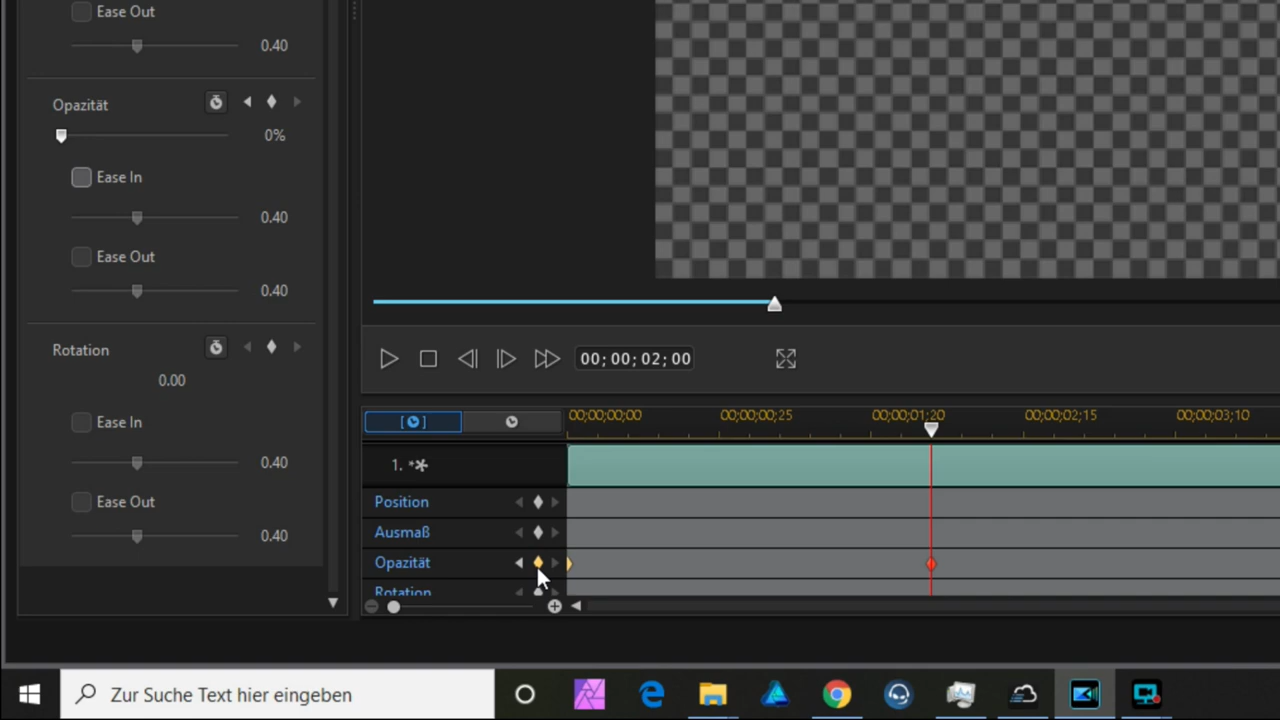 Ease Out
0.40
Opazität
0%
Ease In
0.40
Ease Out
0.40
Rotation
0.00
Ease In
0.40
Ease Out
0.40
00; 00; 02; 00
00;00;00;00 00;00;00;25 00;00;01;20 00;00;02;15 00;00;03;10
1. *
Position
Ausmaß
Opazität
Rotation
Zur Suche Text hier eingeben